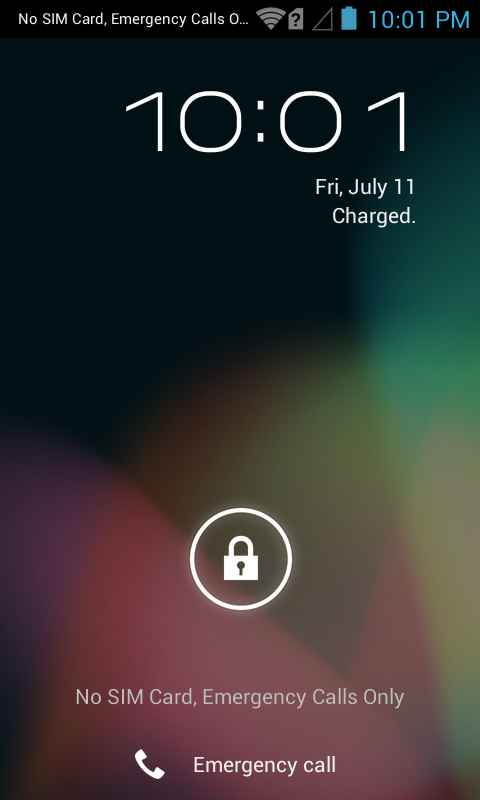 No SIM Card, Emergency Calls O... 10:01 PM
10:01
Fri, July 11
Charged.
No SIM Card, Emergency Calls Only
Emergency call